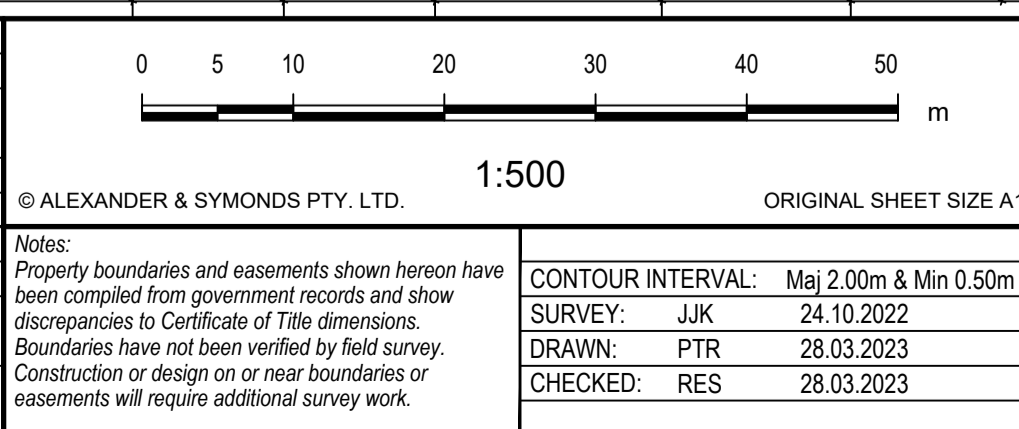 0 5 10 20 30 40 50
m
1:500
© ALEXANDER & SYMONDS PTY. LTD. ORIGINAL SHEET SIZE A1
Notes:
Property boundaries and easements shown hereon have
been compiled from government records and show
discrepancies to Certificate of Title dimensions.
Boundaries have not been verified by field survey.
Construction or design on or near boundaries or
easements will require additional survey work.
CONTOUR INTERVAL: Maj 2.00m & Min 0.50m
SURVEY: JJK 24.10.2022
DRAWN: PTR 28.03.2023
CHECKED: RES 28.03.2023